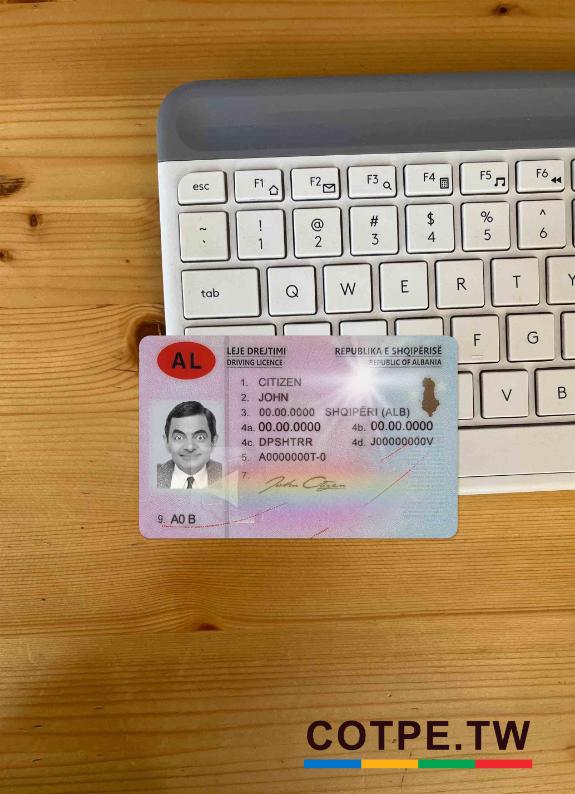 esc F1 F2 F3 F4 F5 F6
~ ! @ # $ % ^
` 1 2 3 4 5 6
tab Q W E R T Y
F G
V B
AL
LEJE DREJTIMI REPUBLIKA E SHQIPËRISË
DRIVING LICENCE REPUBLIC OF ALBANIA
1. CITIZEN
2. JOHN
3. 00.00.0000 SHQIPËRI (ALB)
4a. 00.00.0000 4b. 00.00.0000
4c. DPSHTRR 4d. J00000000V
5. A0000000T-0
7.
John Citizen
9. A0 B
COTPE.TW